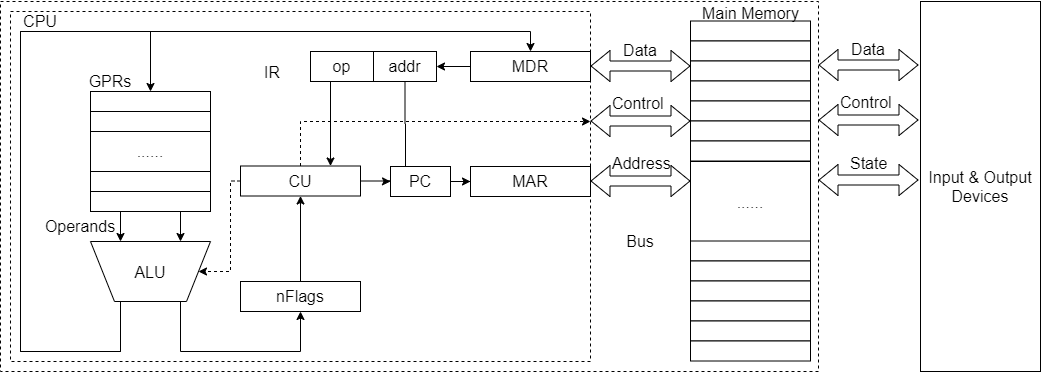 CPU
Main Memory
IR
op
addr
MDR
Data
Data
GPRs
......
Control
Control
CU
PC
MAR
Address
State
Input & Output
Devices
......
Operands
Bus
ALU
nFlags